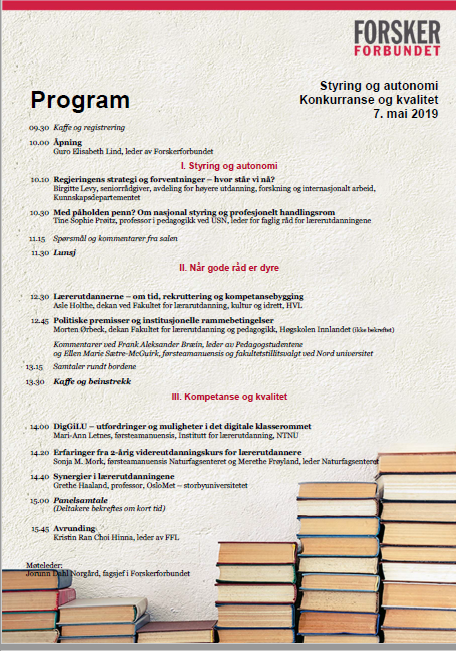 FORSKER
FORBUNDET
Styring og autonomi
Konkurranse og kvalitet
7. mai 2019
Program
09.30 Kaffe og registrering
10.00 Åpning
Guro Elisabeth Lind, leder av Forskerforbundet
I. Styring og autonomi
10.10 Regjeringens strategi og forventninger – hvor står vi nå?
Birgitte Levy, seniorrådgiver, avdeling for høyere utdanning, forskning og internasjonalt arbeid,
Kunnskapsdepartementet
10.30 Med påholden penn? Om nasjonal styring og profesjonelt handlingsrom
Tine Sophie Prøitz, professor i pedagogikk ved USN, leder for faglig råd for lærerutdanningene
11.15 Spørsmål og kommentarer fra salen
11.30 Lunsj
II. Når gode råd er dyre
12.30 Lærerutdannerne – om tid, rekruttering og kompetansebygging
Asle Holthe, dekan ved Fakultet for lærarutdanning, kultur og idrett, HVL
12.45 Politiske premisser og institusjonelle rammebetingelser
Morten Ørbeck, dekan Fakultet for lærerutdanning og pedagogikk, Høgskolen Innlandet (ikke bekreftet)
Kommentarer ved Frank Aleksander Bræin, leder av Pedagogstudentene
og Ellen Marie Sætre-McGuirk, førsteamanuensis og fakultetstillitsvalgt ved Nord universitet
13.15 Samtaler rundt bordene
13.30 Kaffe og beinstrekk
III. Kompetanse og kvalitet
14.00 DigGiLU – utfordringer og muligheter i det digitale klasserommet
Mari-Ann Letnes, førsteamanuensis, Institutt for lærerutdanning, NTNU
14.20 Erfaringer fra 2-årig videreutdanningskurs for lærerutdannere
Sonja M. Mork, førsteamanuensis Naturfagsenteret og Merethe Frøyland, leder Naturfagsenteret
14.40 Synergier i lærerutdanningene
Grethe Haaland, professor, OsloMet – storbyuniversitetet
15.00 Panelsamtale
(Deltakere bekreftes om kort tid)
15.45 Avrunding
Kristin Ran Choi Hinna, leder av FFL
Møteleder:
Jorunn Dahl Norgård, fagsjef i Forskerforbundet